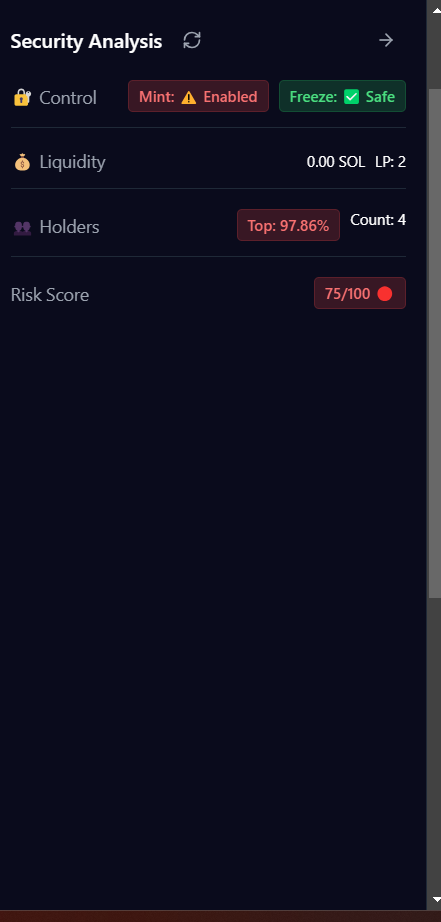 Security Analysis
Control Mint: ⚠️ Enabled Freeze: ✅ Safe
Liquidity 0.00 SOL LP: 2
Holders Top: 97.86% Count: 4
Risk Score 75/100